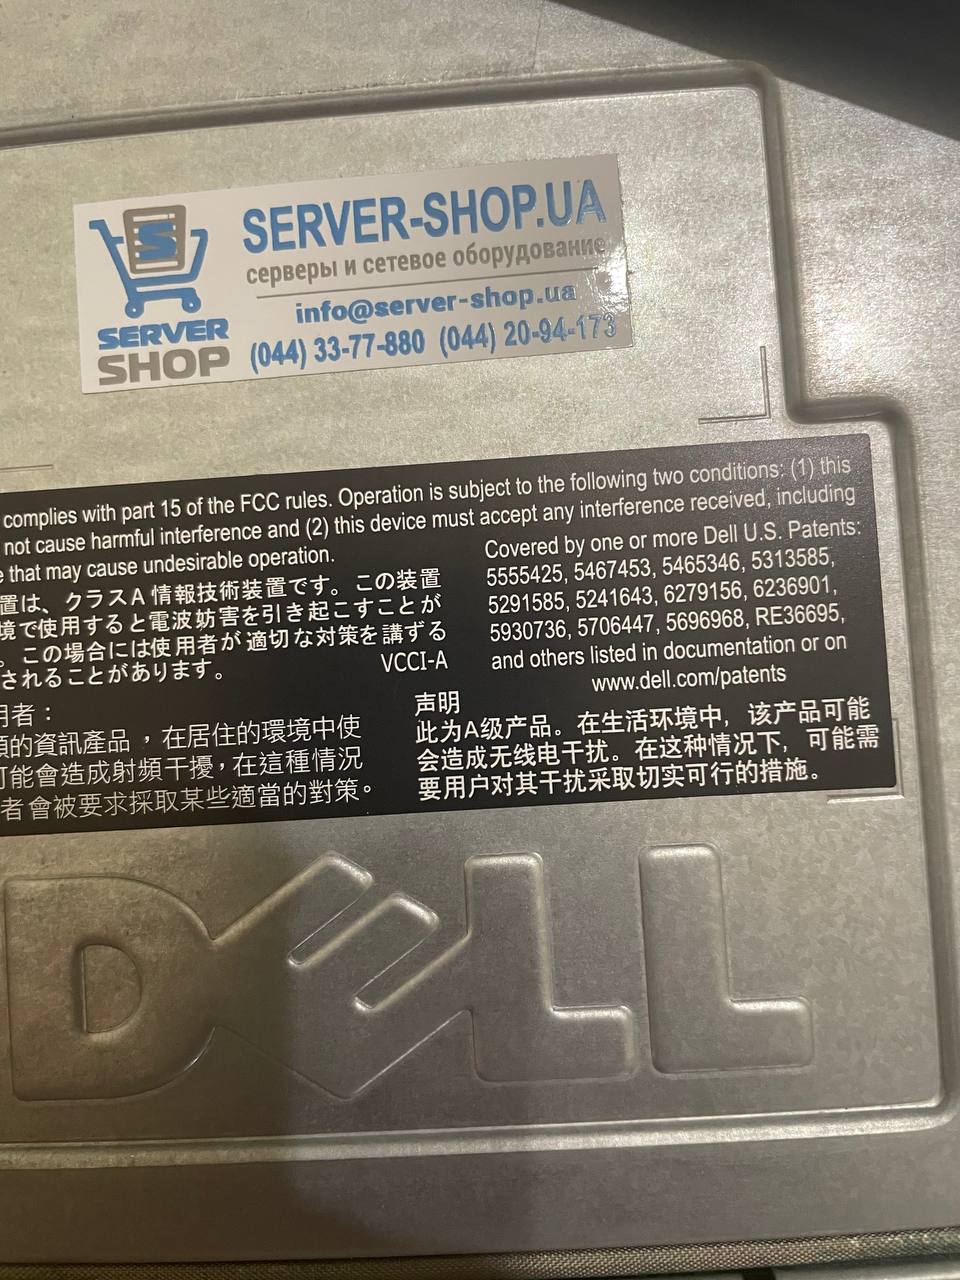 SERVER-SHOP.UA
серверы и сетевое оборудование
info@server-shop.ua
(044) 33-77-880 (044) 20-94-173
SERVER
SHOP
complies with part 15 of the FCC rules. Operation is subject to the following two conditions: (1) this
not cause harmful interference and (2) this device must accept any interference received, including
that may cause undesirable operation.
置は、クラスA 情報技術装置です。この装置
境で使用すると電波妨害を引き起こすことが
。この場合には使用者が適切な対策を講ずる
されることがあります。
VCCI-A
Covered by one or more Dell U.S. Patents:
5555425, 5467453, 5465346, 5313585,
5291585, 5241643, 6279156, 6236901,
5930736, 5706447, 5696968, RE36695,
and others listed in documentation or on
www.dell.com/patents
用者：
類的資訊產品，在居住的環境中使
可能會造成射頻干擾，在這種情況
者會被要求採取某些適當的對策。
声明
此为A级产品。在生活环境中，该产品可能
会造成无线电干扰。在这种情况下，可能需
要用户对其干扰采取切实可行的措施。
DELL